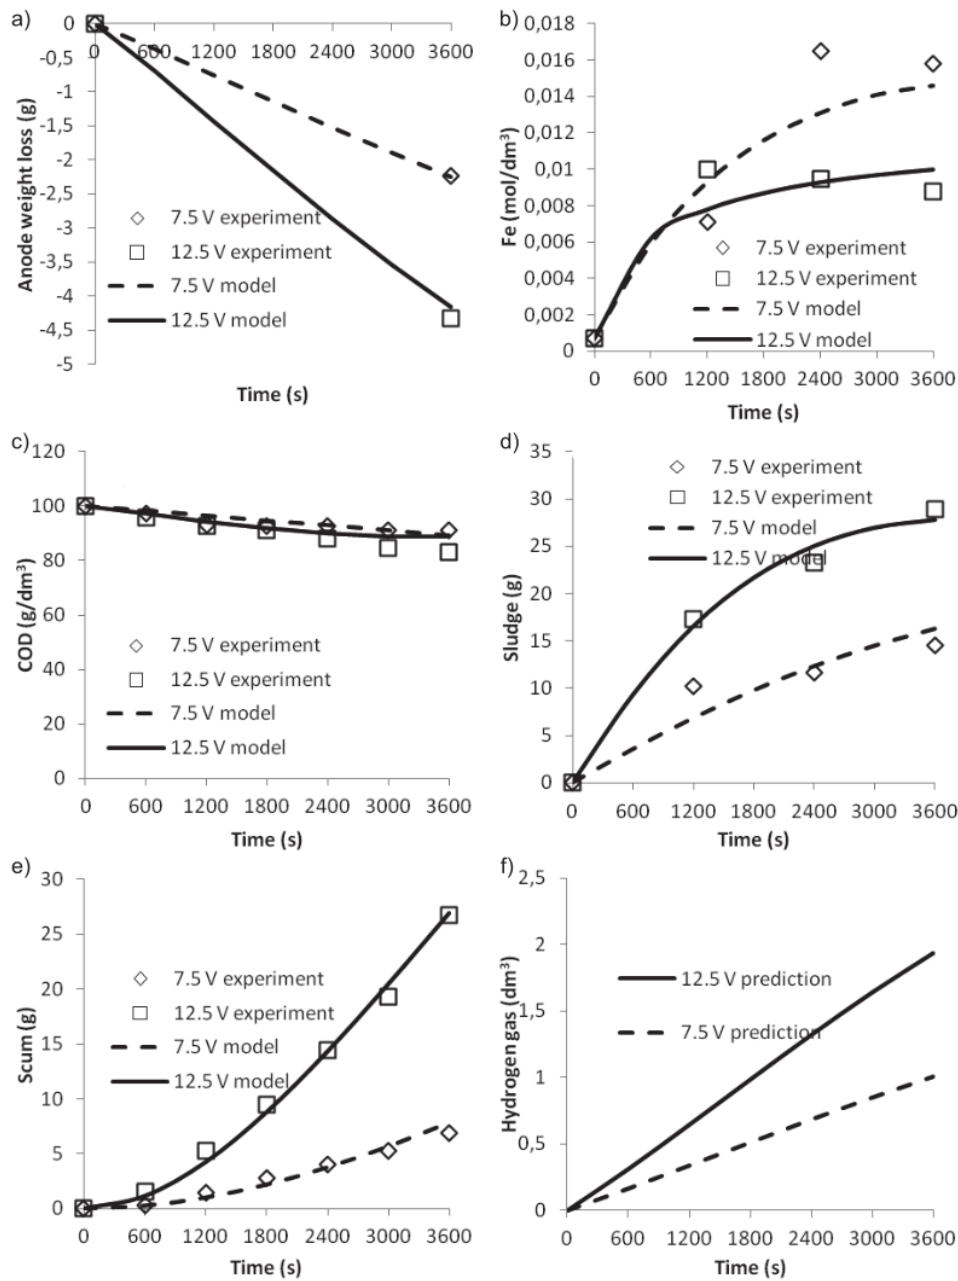 a)
0
-0,5
-1
-1,5
-2
-2,5
-3
-3,5
-4
-4,5
-5
0 600 1200 1800 2400 3000 3600
Anode weight loss (g)
7.5 V experiment
12.5 V experiment
7.5 V model
12.5 V model
Time (s)
b)
0,018
0,016
0,014
0,012
0,01
0,008
0,006
0,004
0,002
0
Fe (mol/dm³)
7.5 V experiment
12.5 V experiment
7.5 V model
12.5 V model
0 600 1200 1800 2400 3000 3600
Time (s)
c)
120
100
80
60
40
20
0
COD (g/dm³)
7.5 V experiment
12.5 V experiment
7.5 V model
12.5 V model
0 600 1200 1800 2400 3000 3600
Time (s)
d)
35
30
25
20
15
10
5
0
Sludge (g)
7.5 V experiment
12.5 V experiment
7.5 V model
12.5 V model
0 600 1200 1800 2400 3000 3600
Time (s)
e)
30
25
20
15
10
5
0
Scum (g)
7.5 V experiment
12.5 V experiment
7.5 V model
12.5 V model
0 600 1200 1800 2400 3000 3600
Time (s)
f)
2,5
2
1,5
1
0,5
0
Hydrogen gas (dm³)
12.5 V prediction
7.5 V prediction
0 600 1200 1800 2400 3000 3600
Time (s)